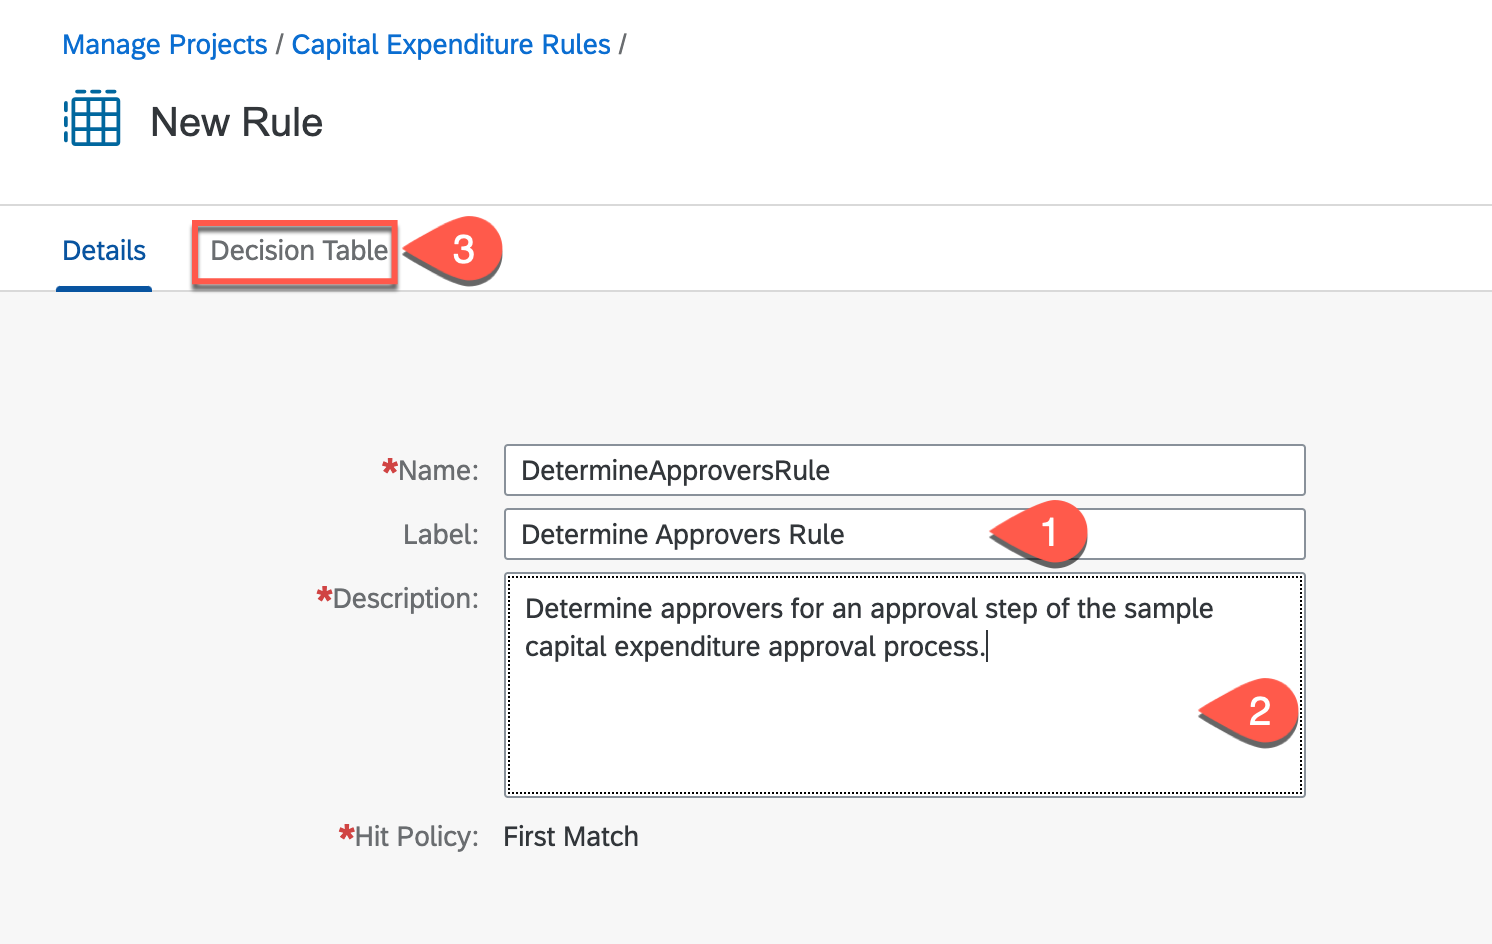 Manage Projects / Capital Expenditure Rules /
New Rule
Details Decision Table 3
*Name: DetermineApproversRule
Label: Determine Approvers Rule 1
*Description: Determine approvers for an approval step of the sample
capital expenditure approval process.
2
*Hit Policy: First Match